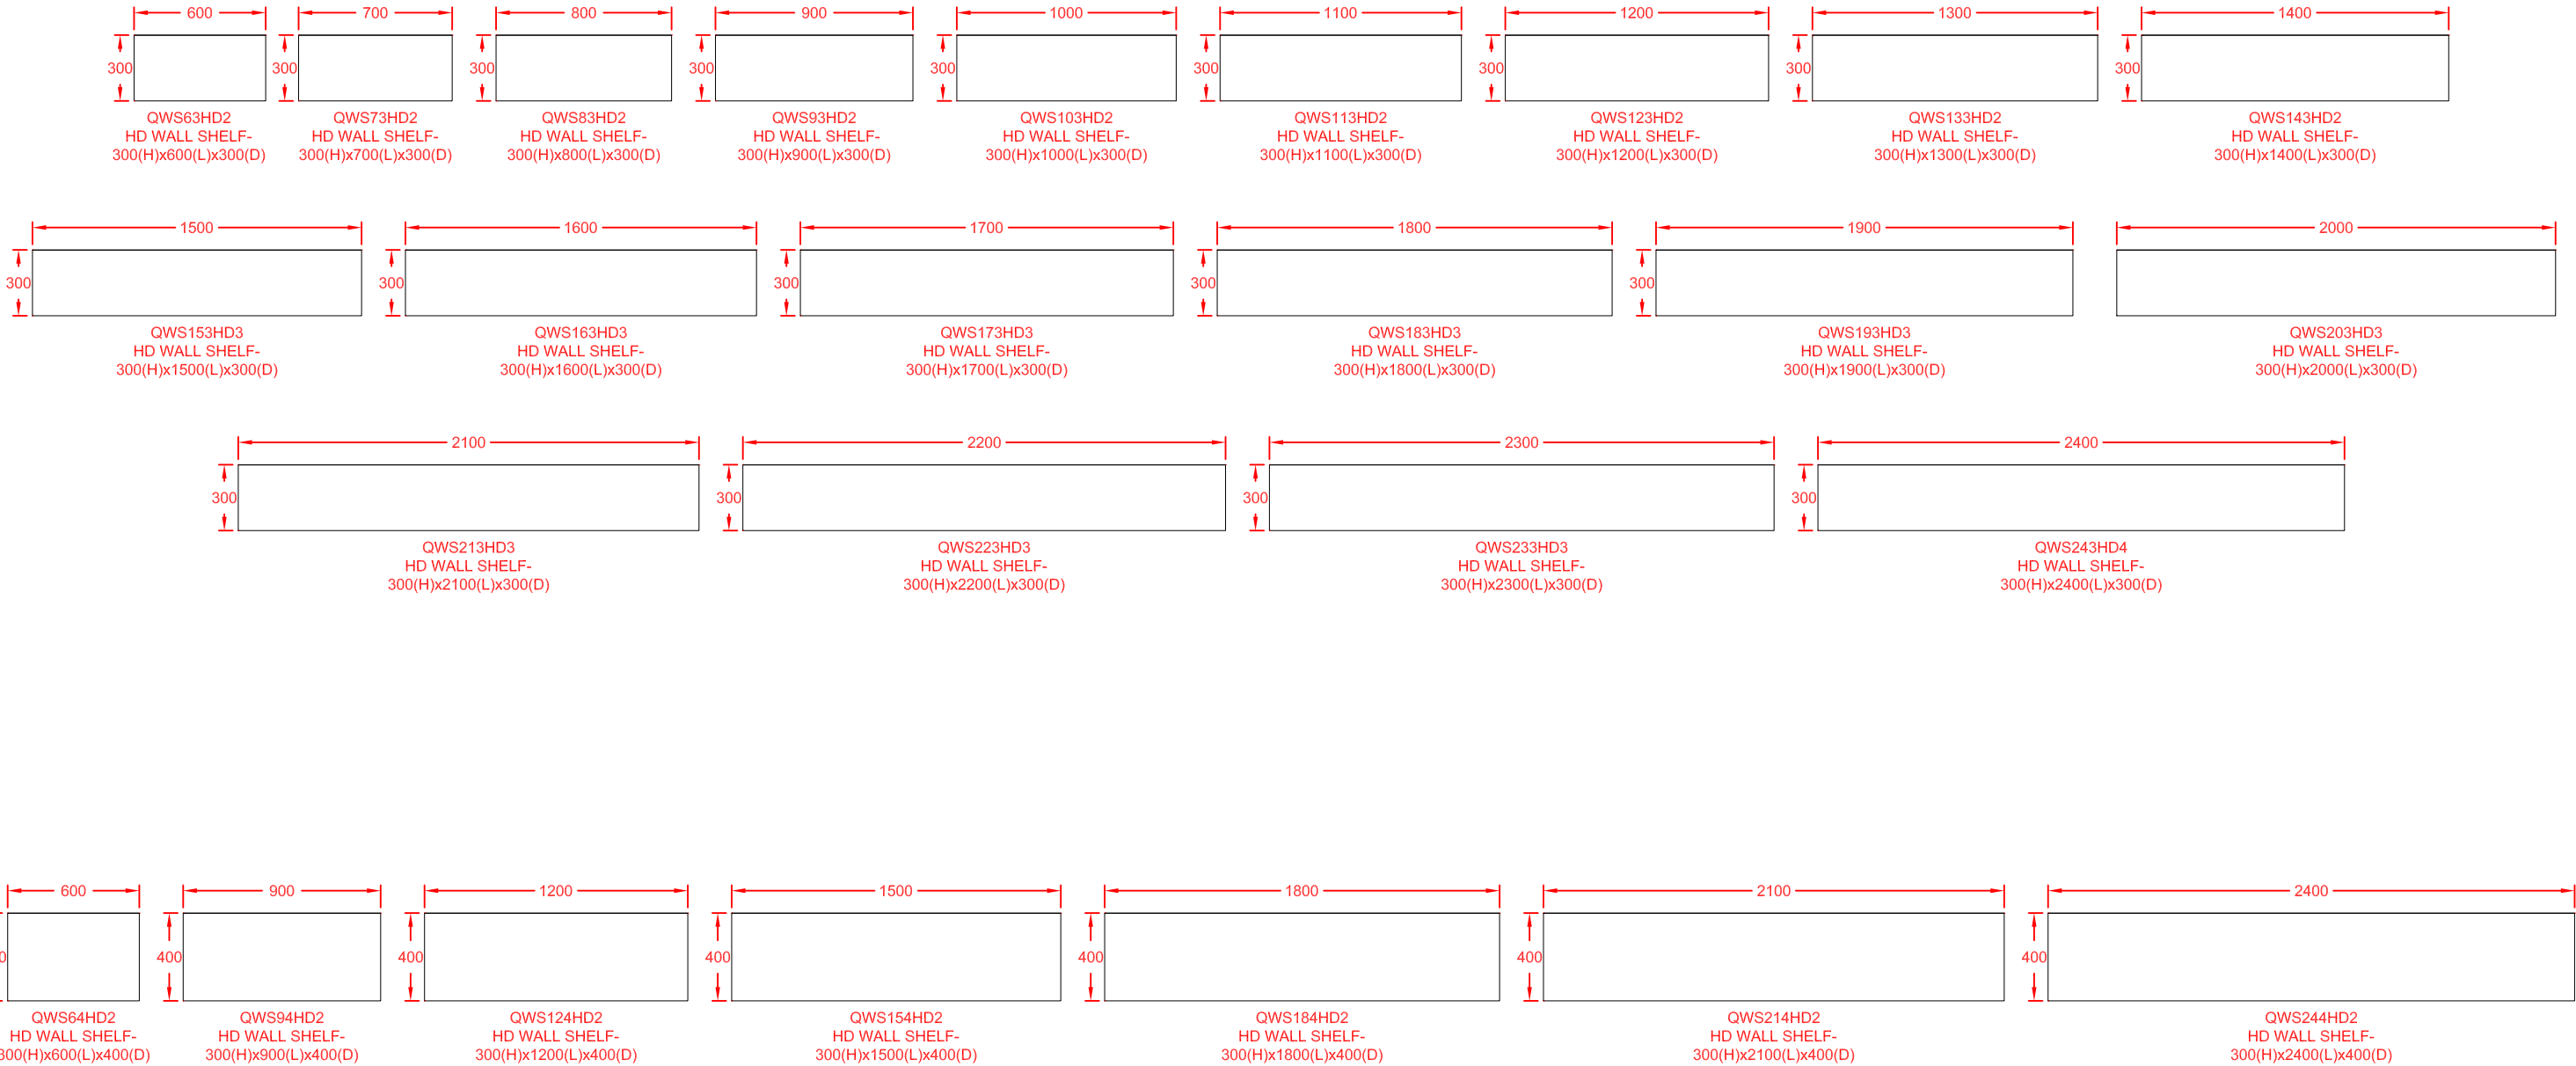 600 700 800 900 1000 1100 1200 1300 1400
300 300 300 300 300 300 300 300 300
QWS63HD2 QWS73HD2 QWS83HD2 QWS93HD2 QWS103HD2 QWS113HD2 QWS123HD2 QWS133HD2 QWS143HD2
HD WALL SHELF- HD WALL SHELF- HD WALL SHELF- HD WALL SHELF- HD WALL SHELF- HD WALL SHELF- HD WALL SHELF- HD WALL SHELF- HD WALL SHELF-
300(H)x600(L)x300(D) 300(H)x700(L)x300(D) 300(H)x800(L)x300(D) 300(H)x900(L)x300(D) 300(H)x1000(L)x300(D) 300(H)x1100(L)x300(D) 300(H)x1200(L)x300(D) 300(H)x1300(L)x300(D) 300(H)x1400(L)x300(D)
1500 1600 1700 1800 1900 2000
300 300 300 300 300
QWS153HD3 QWS163HD3 QWS173HD3 QWS183HD3 QWS193HD3 QWS203HD3
HD WALL SHELF- HD WALL SHELF- HD WALL SHELF- HD WALL SHELF- HD WALL SHELF- HD WALL SHELF-
300(H)x1500(L)x300(D) 300(H)x1600(L)x300(D) 300(H)x1700(L)x300(D) 300(H)x1800(L)x300(D) 300(H)x1900(L)x300(D) 300(H)x2000(L)x300(D)
2100 2200 2300 2400
300 300 300 300
QWS213HD3 QWS223HD3 QWS233HD3 QWS243HD4
HD WALL SHELF- HD WALL SHELF- HD WALL SHELF- HD WALL SHELF-
300(H)x2100(L)x300(D) 300(H)x2200(L)x300(D) 300(H)x2300(L)x300(D) 300(H)x2400(L)x300(D)
600 900 1200 1500 1800 2100 2400
400 400 400 400 400 400
QWS64HD2 QWS94HD2 QWS124HD2 QWS154HD2 QWS184HD2 QWS214HD2 QWS244HD2
HD WALL SHELF- HD WALL SHELF- HD WALL SHELF- HD WALL SHELF- HD WALL SHELF- HD WALL SHELF- HD WALL SHELF-
300(H)x600(L)x400(D) 300(H)x900(L)x400(D) 300(H)x1200(L)x400(D) 300(H)x1500(L)x400(D) 300(H)x1800(L)x400(D) 300(H)x2100(L)x400(D) 300(H)x2400(L)x400(D)